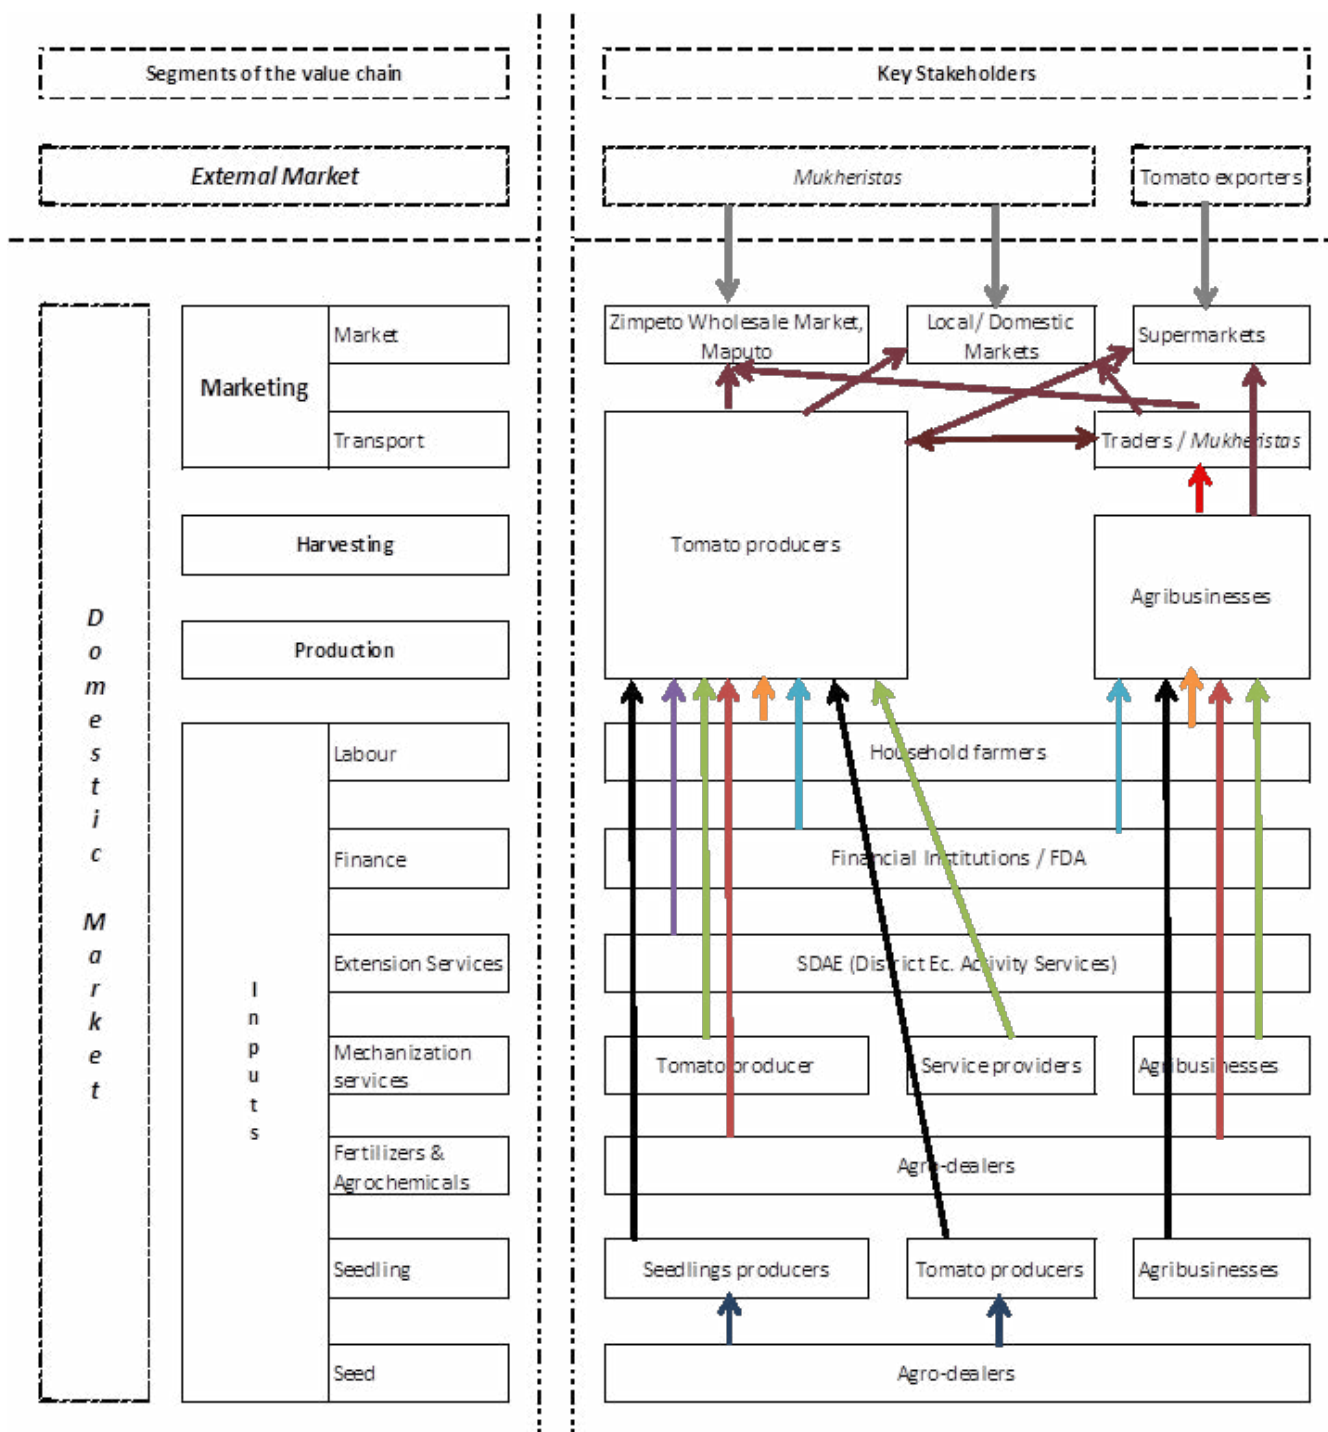 Segments of the value chain
Key Stakeholders
External Market
Mukheristas
Tomato exporters
Domestic Market
Marketing
Market
Transport
Zimpeto Wholesale Market,
Maputo
Local/ Domestic
Markets
Supermarkets
Traders / Mukheristas
Harvesting
Tomato producers
Production
Agribusinesses
Inputs
Labour
Household farmers
Finance
Financial Institutions / FDA
Extension Services
SDAE (District Ec. Activity Services)
Mechanization
services
Tomato producer
Service providers
Agribusinesses
Fertilizers &
Agrochemicals
Agro-dealers
Seedling
Seedlings producers
Tomato producers
Agribusinesses
Seed
Agro-dealers